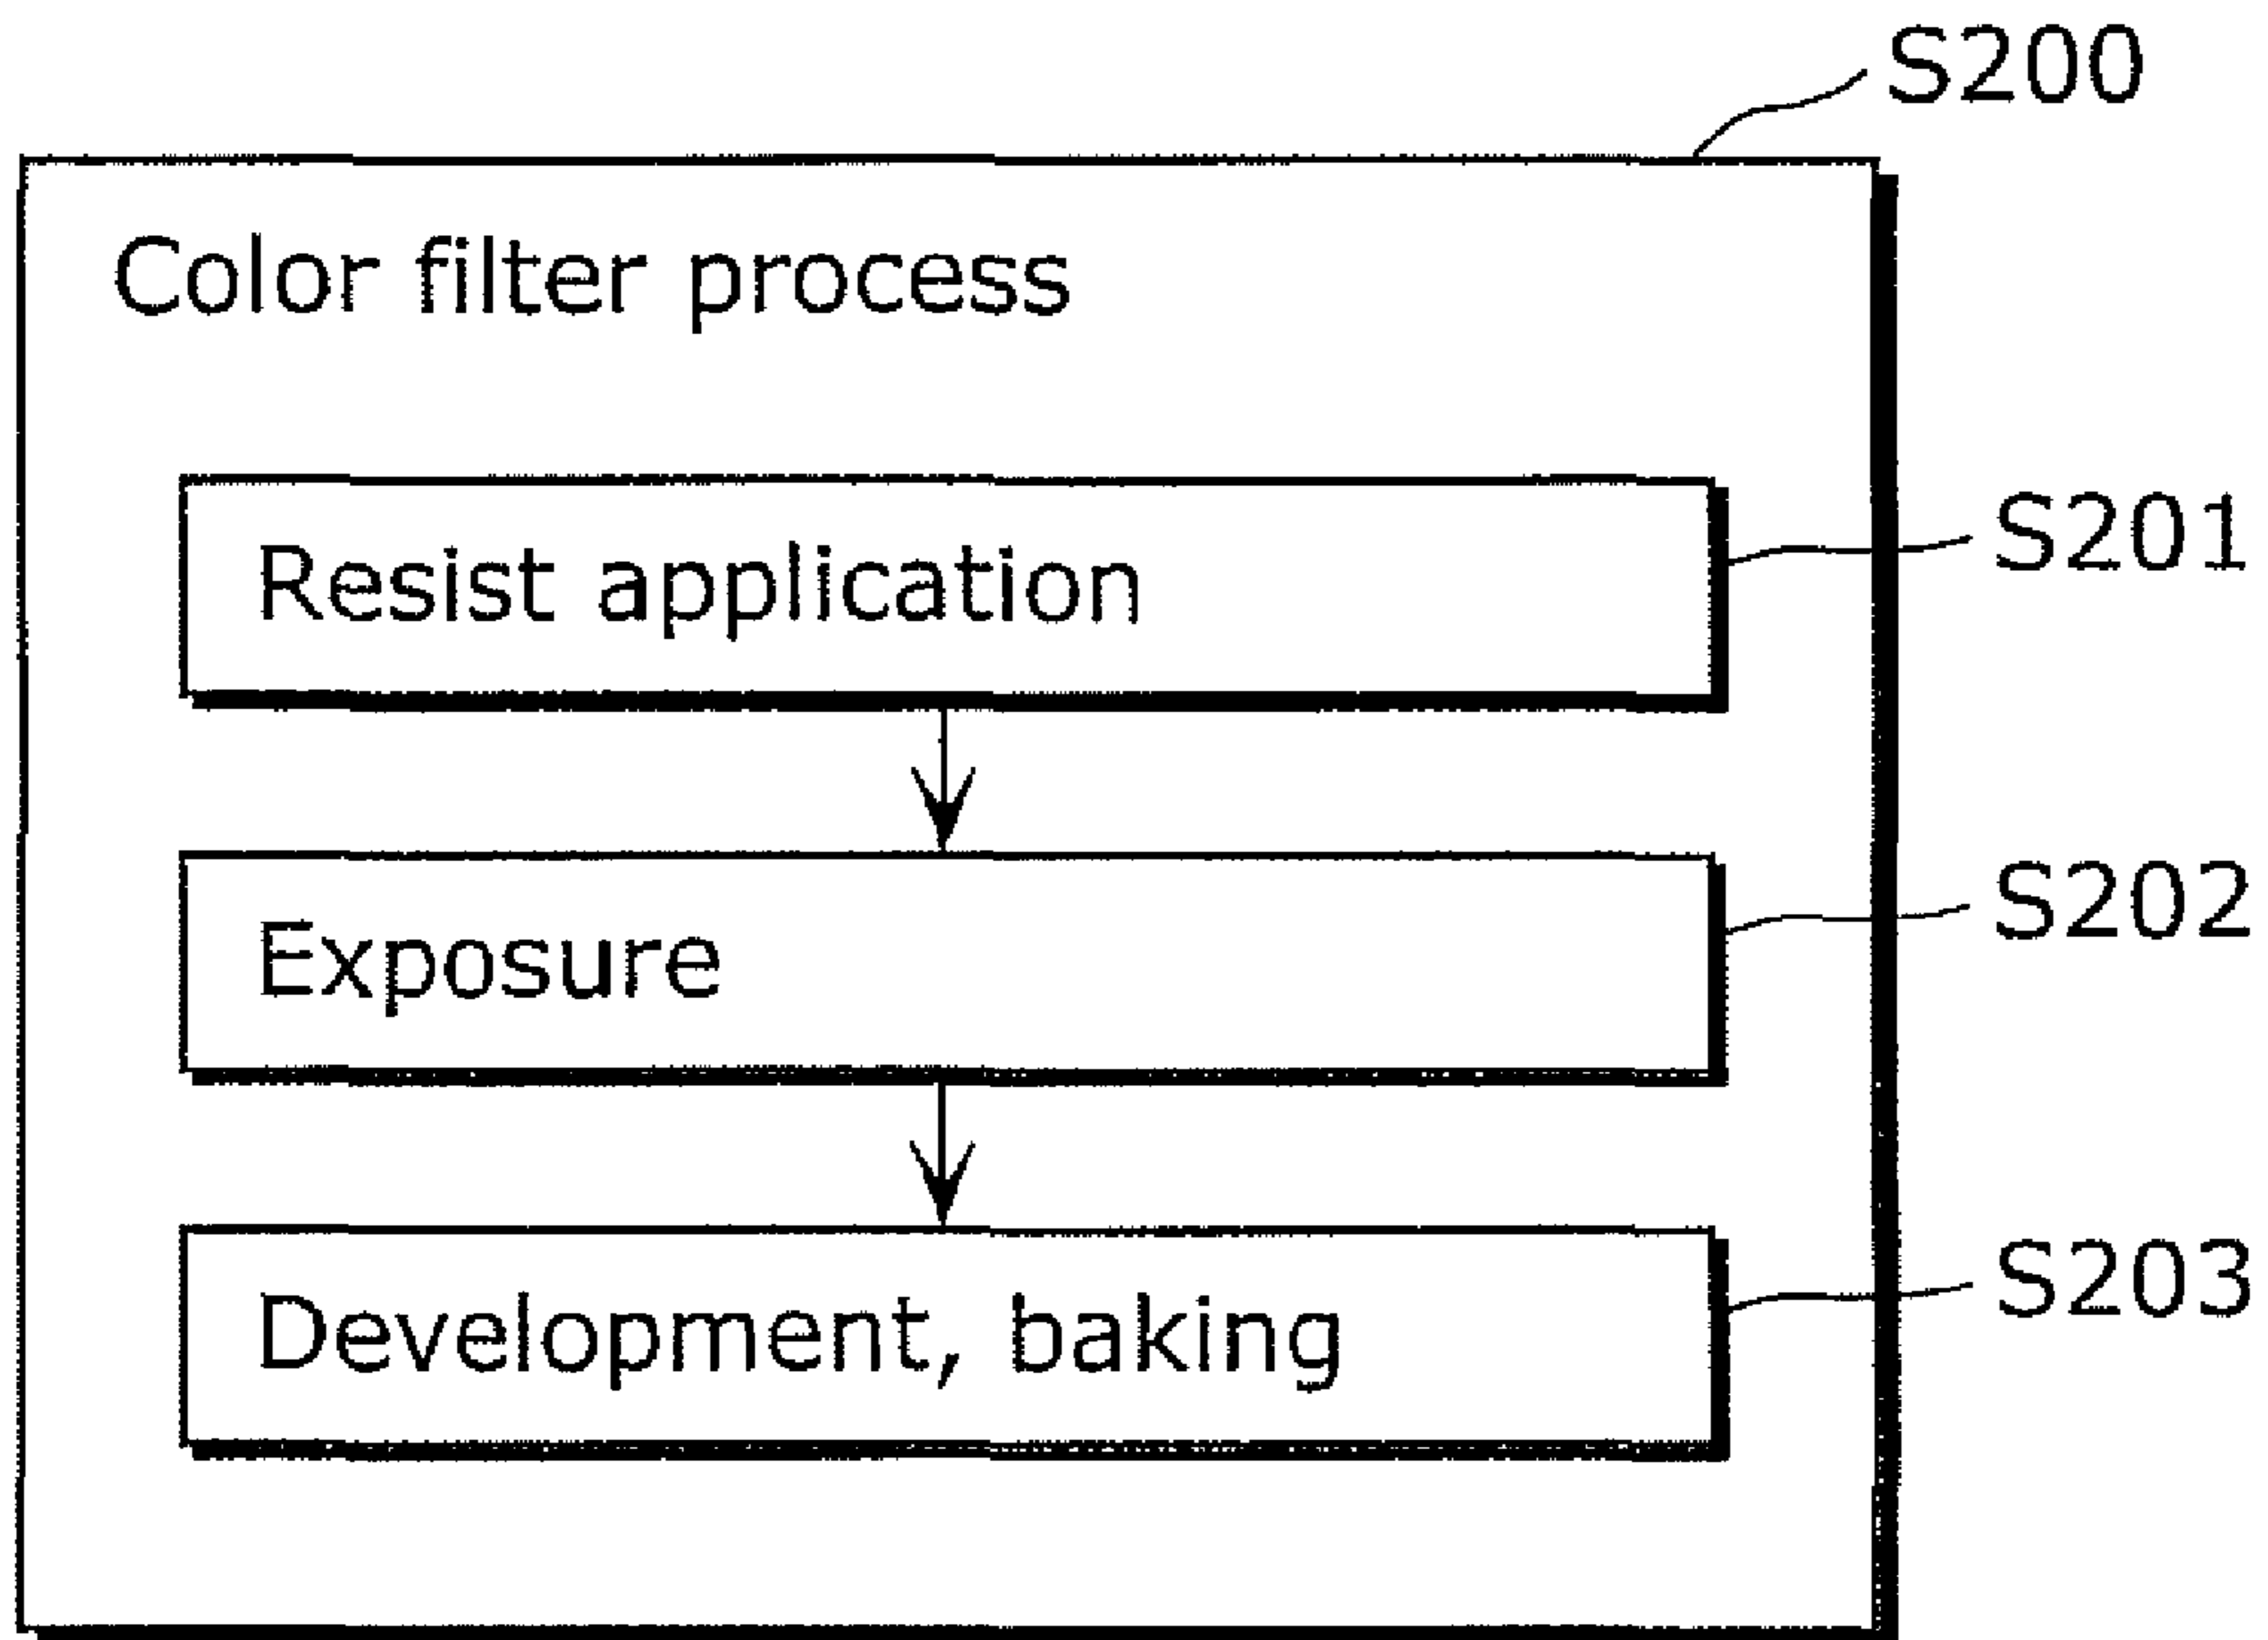 S200
Color filter process
Resist application
S201
Exposure
S202
Development, baking
S203